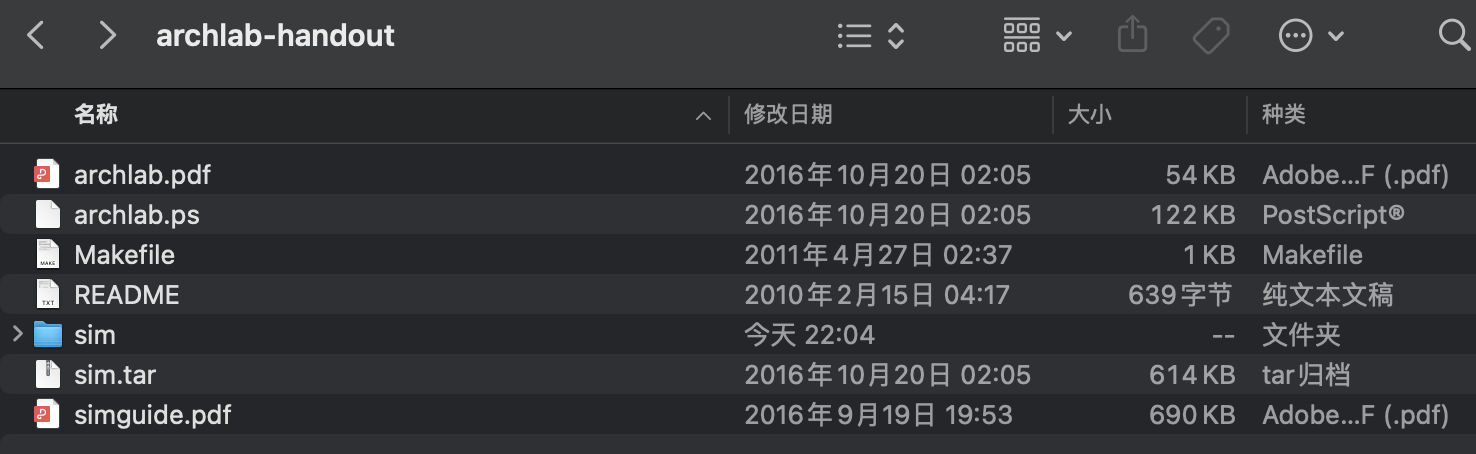 archlab-handout
名称 修改日期 大小 种类
archlab.pdf 2016年10月20日 02:05 54 KB Adobe...F (.pdf)
archlab.ps 2016年10月20日 02:05 122 KB PostScript®
Makefile 2011年4月27日 02:37 1 KB Makefile
README 2010年2月15日 04:17 639字节 纯文本文稿
sim 今天 22:04 -- 文件夹
sim.tar 2016年10月20日 02:05 614 KB tar归档
simguide.pdf 2016年9月19日 19:53 690 KB Adobe...F (.pdf)